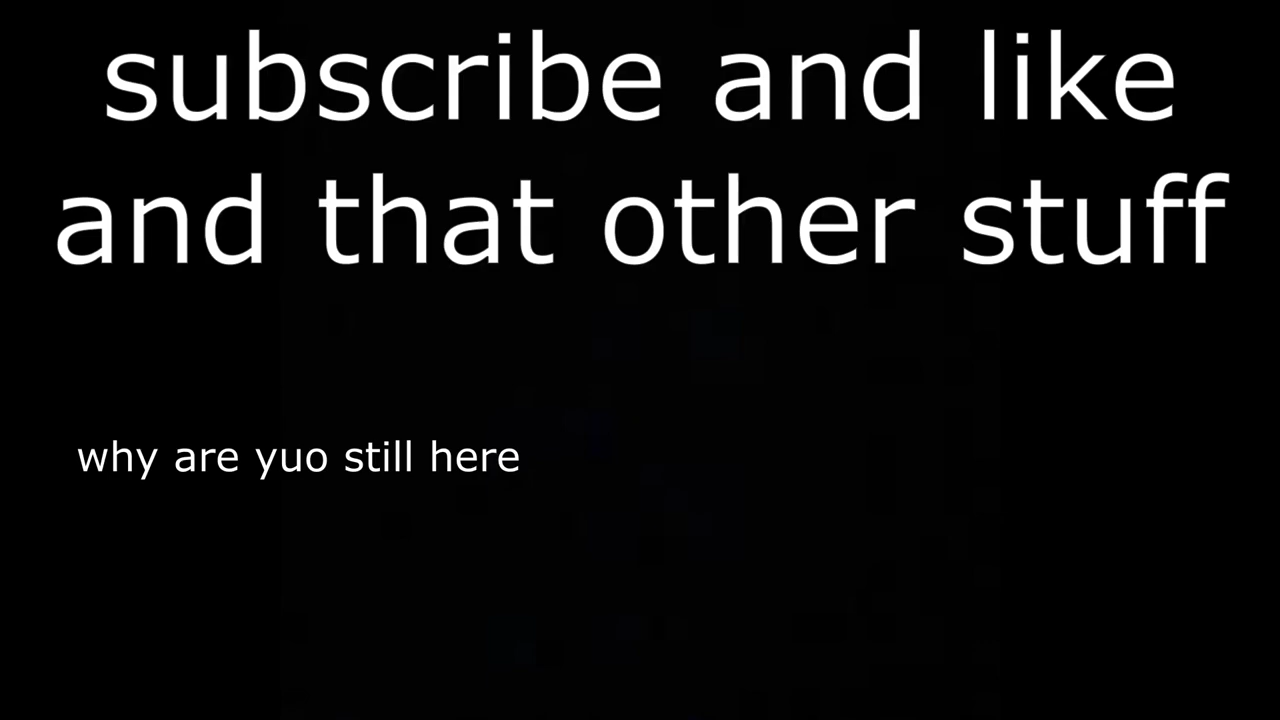 subscribe and like
and that other stuff
why are yuo still here